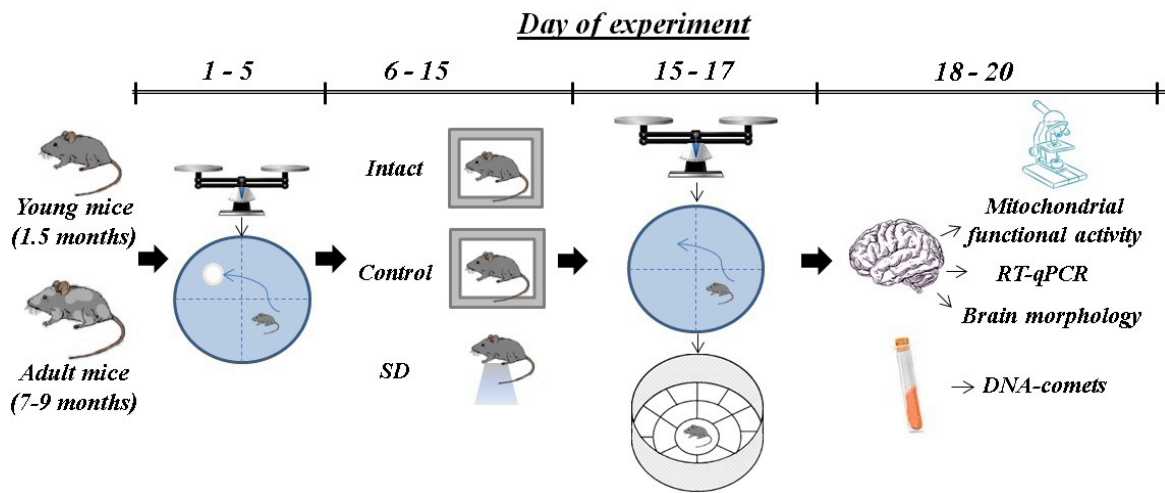 Day of experiment
1 - 5
6 - 15
15 - 17
18 - 20
Young mice
(1.5 months)
Adult mice
(7-9 months)
Intact
Control
SD
Mitochondrial
functional activity
RT-qPCR
Brain morphology
DNA-comets